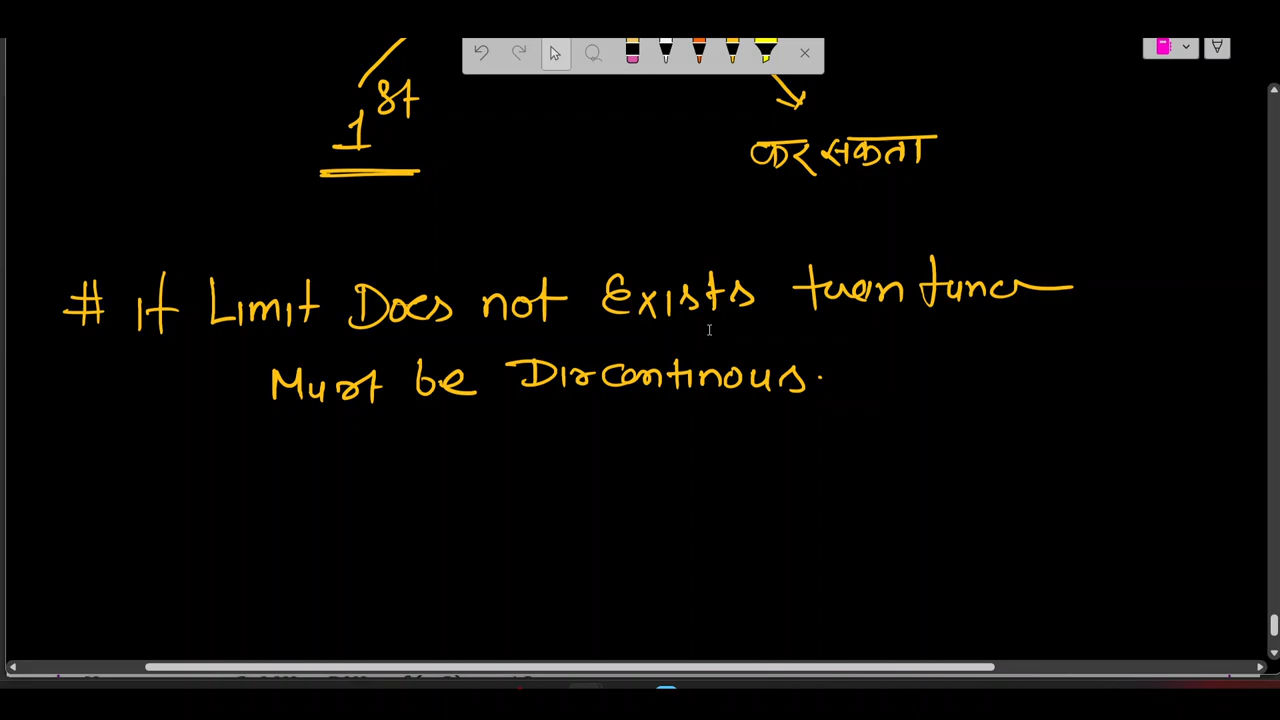 1st
कर सकता
# If Limit Does not Exists then func
Must be Discontinous.